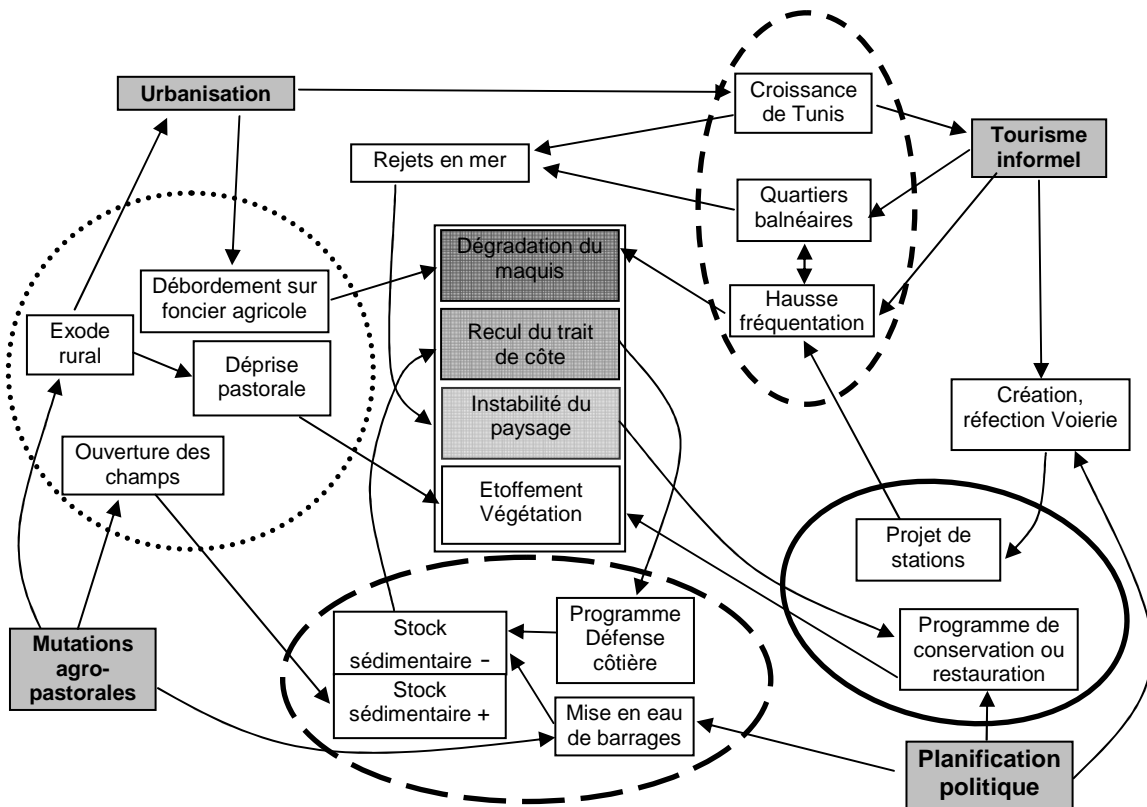 Urbanisation
Croissance
de Tunis
Tourisme
informel
Rejets en mer
Quartiers
balnéaires
Dégradation du
maquis
Débordement sur
foncier agricole
Hausse
fréquentation
Exode
rural
Recul du trait
de côte
Déprise
pastorale
Instabilité du
paysage
Création,
réfection Voierie
Ouverture des
champs
Etoffement
Végétation
Projet de
stations
Programme
Défense
côtière
Stock
sédimentaire -
Programme de
conservation ou
restauration
Mutations
agro-
pastorales
Stock
sédimentaire +
Mise en eau
de barrages
Planification
politique